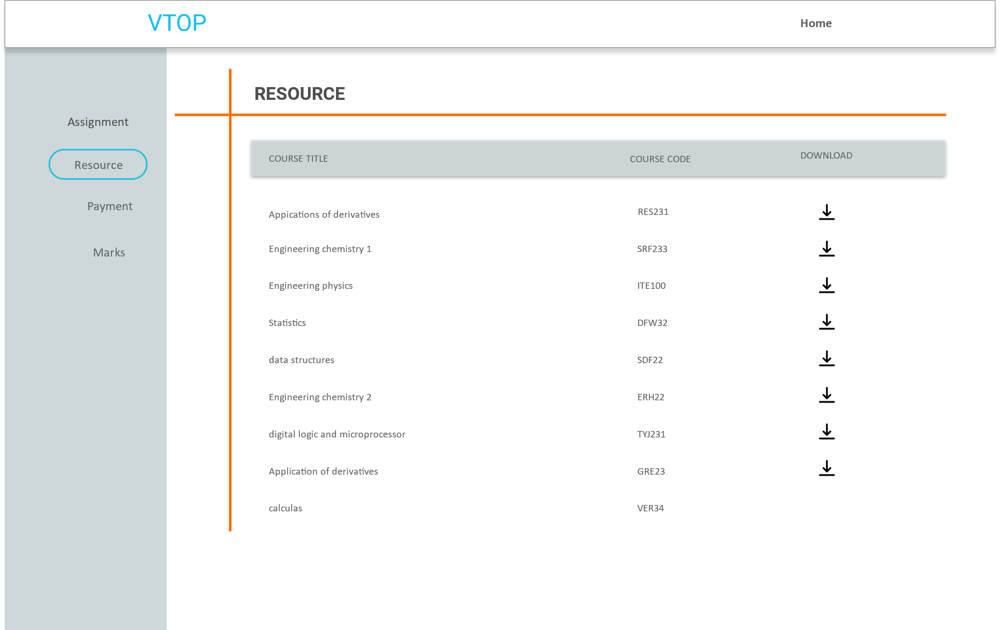 VTOP Home
RESOURCE
Assignment
Resource
Payment
Marks
COURSE TITLE COURSE CODE DOWNLOAD
Appications of derivatives RES231
Engineering chemistry 1 SRF233
Engineering physics ITE100
Statistics DFW32
data structures SDF22
Engineering chemistry 2 ERH22
digital logic and microprocessor TYJ231
Application of derivatives GRE23
calculas VER34